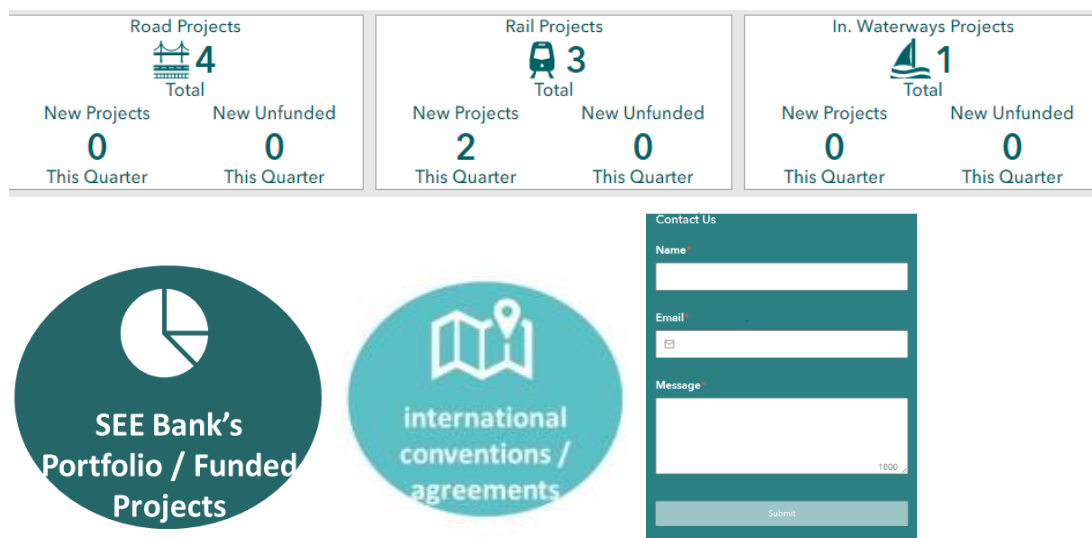 Road Projects
4
Total
New Projects New Unfunded
0 0
This Quarter This Quarter
Rail Projects
3
Total
New Projects New Unfunded
2 0
This Quarter This Quarter
In. Waterways Projects
1
Total
New Projects New Unfunded
0 0
This Quarter This Quarter
SEE Bank's
Portfolio / Funded
Projects
international
conventions /
agreements
Contact Us
Name*
Email*
Message*
1000
Submit